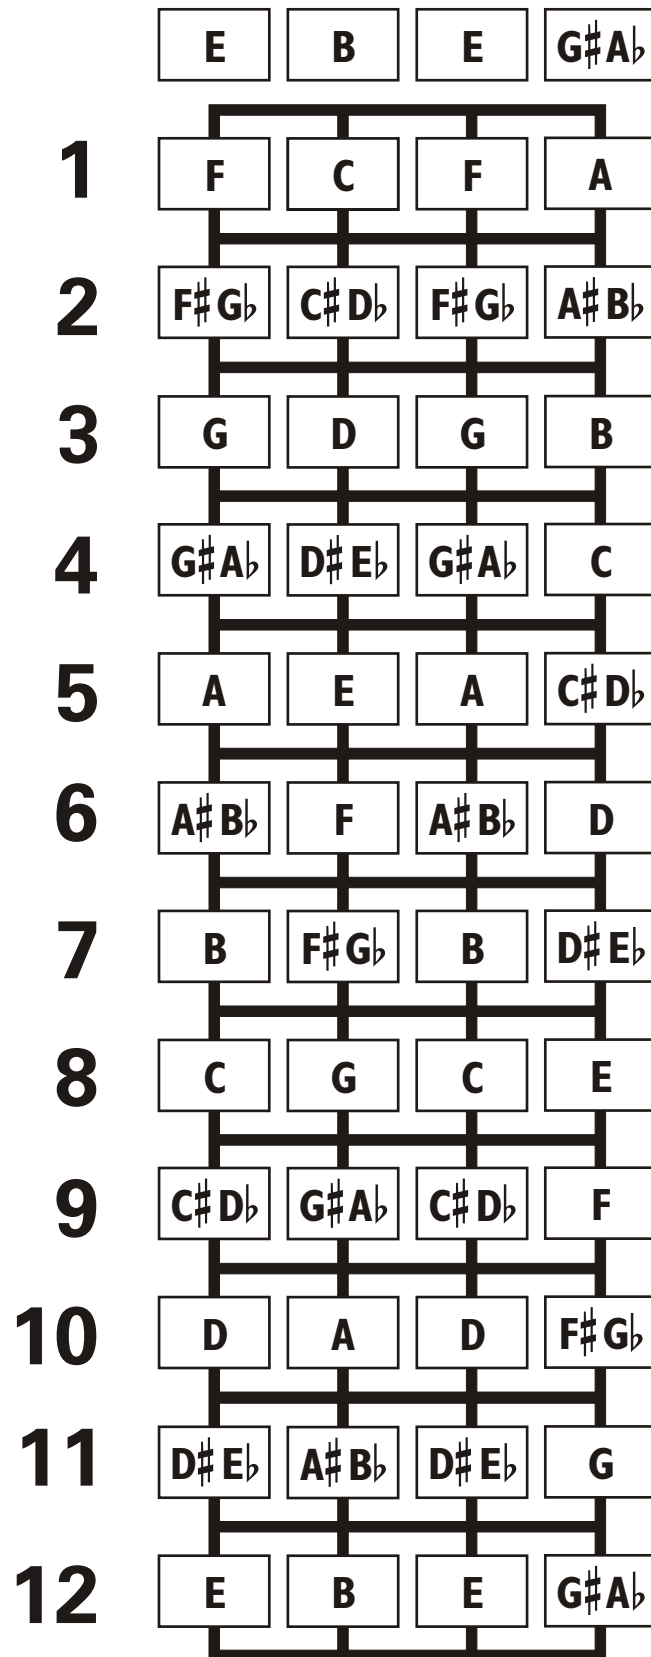 E B E G♯A♭
1 F C F A
2 F♯G♭ C♯D♭ F♯G♭ A♯B♭
3 G D G B
4 G♯A♭ D♯E♭ G♯A♭ C
5 A E A C♯D♭
6 A♯B♭ F A♯B♭ D
7 B F♯G♭ B D♯E♭
8 C G C E
9 C♯D♭ G♯A♭ C♯D♭ F
10 D A D F♯G♭
11 D♯E♭ A♯B♭ D♯E♭ G
12 E B E G♯A♭